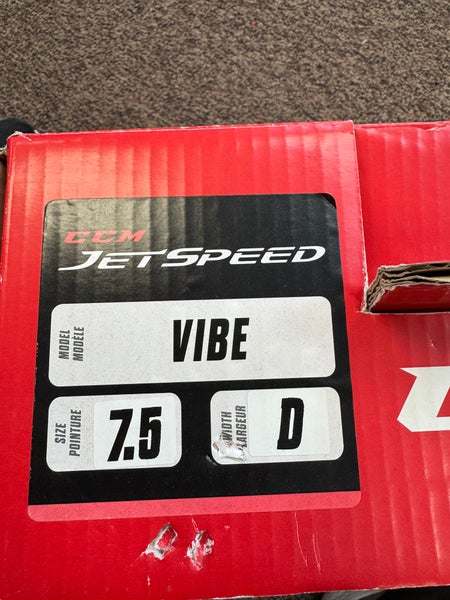 CCM
JETSPEED
MODEL
MODÈLE
VIBE
SIZE
POINTURE
7.5
WIDTH
LARGEUR
D